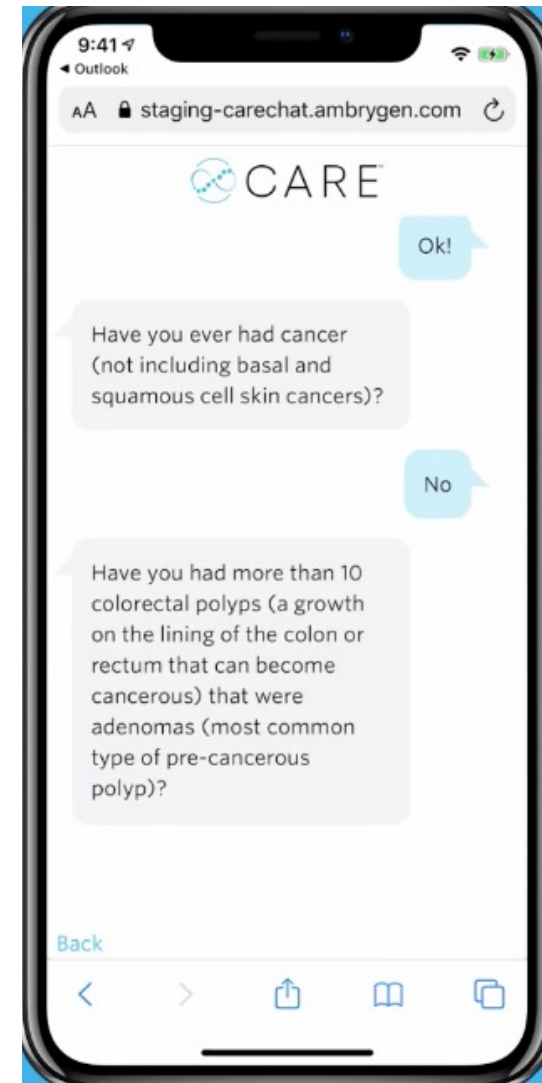 9:41
Outlook
AA staging-carechat.ambrygen.com
CARE™
Ok!
Have you ever had cancer
(not including basal and
squamous cell skin cancers)?
No
Have you had more than 10
colorectal polyps (a growth
on the lining of the colon or
rectum that can become
cancerous) that were
adenomas (most common
type of pre-cancerous
polyp)?
Back